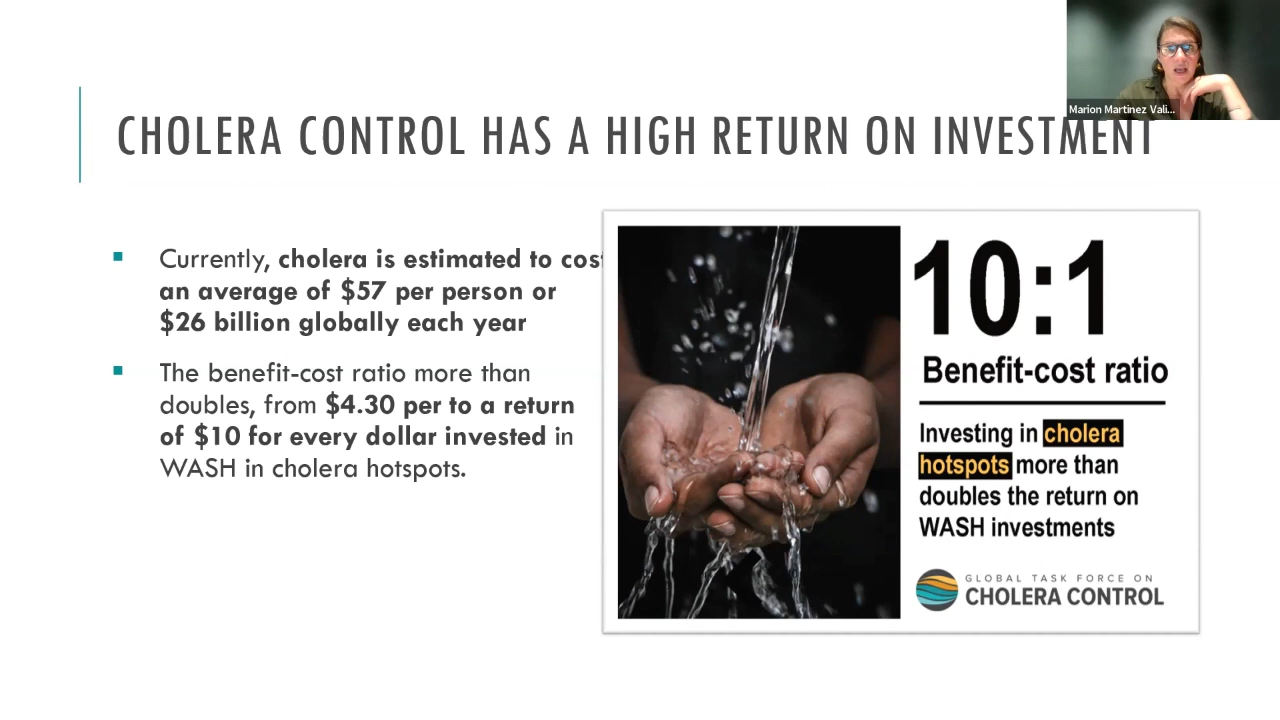 Marion Martinez Vali...
CHOLERA CONTROL HAS A HIGH RETURN ON INVESTMENT
Currently, cholera is estimated to cost
an average of $57 per person or
$26 billion globally each year
The benefit-cost ratio more than
doubles, from $4.30 per to a return
of $10 for every dollar invested in
WASH in cholera hotspots.
10:1
Benefit-cost ratio
Investing in cholera
hotspots more than
doubles the return on
WASH investments
GLOBAL TASK FORCE ON
CHOLERA CONTROL